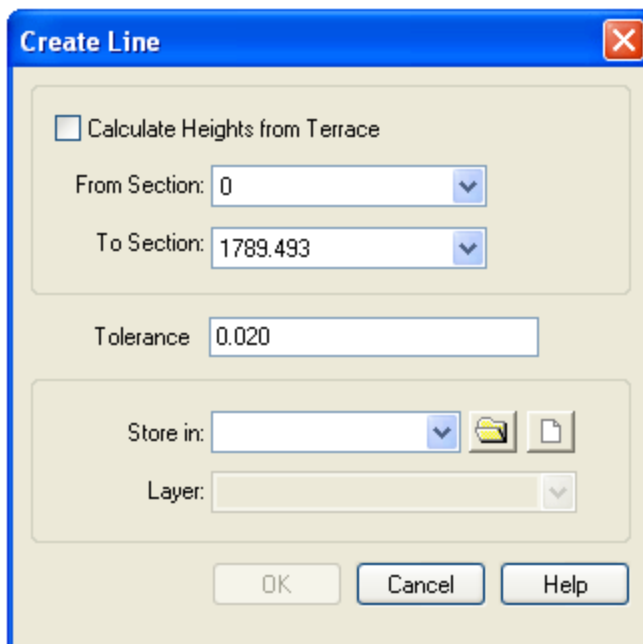 Create Line
Calculate Heights from Terrace
From Section: 0
To Section: 1789.493
Tolerance 0.020
Store in:
Layer:
OK Cancel Help